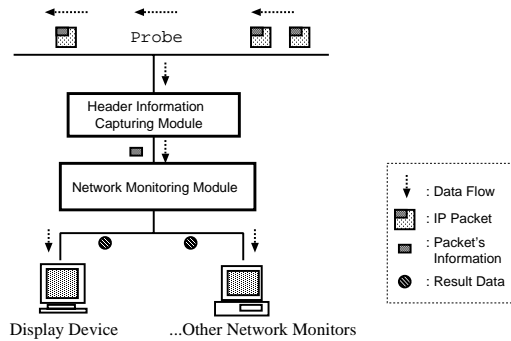 Probe
Header Information
Capturing Module
Network Monitoring Module
: Data Flow
: IP Packet
: Packet's
Information
: Result Data
Display Device
...Other Network Monitors